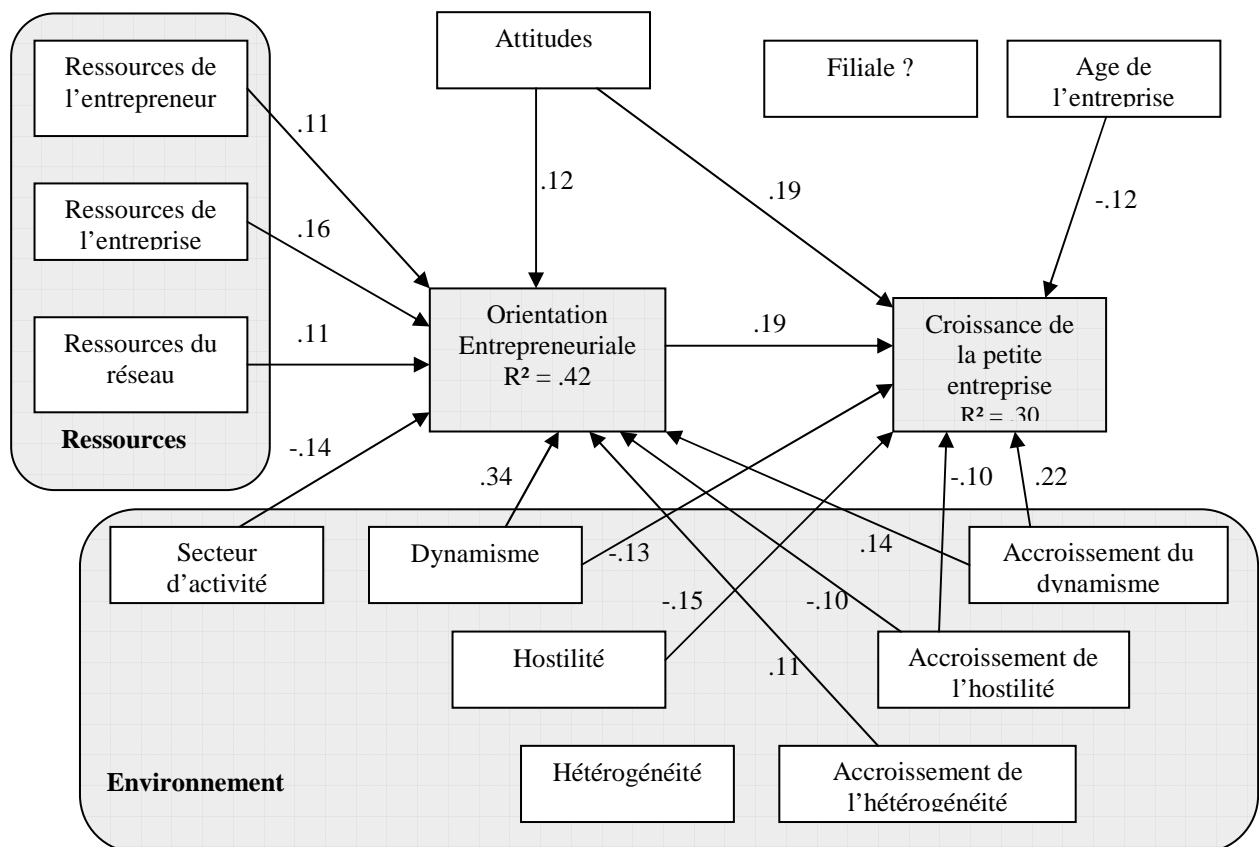 Attitudes
Filiale ?
Age de
l’entreprise
Ressources de
l’entrepreneur
.11
.12
.19
-.12
Ressources de
l’entreprise
.16
Ressources du
réseau
.11
Ressources
Orientation
Entrepreneuriale
R² = .42
.19
Croissance de
la petite
entreprise
R² = .30
-.14
.34
-.13
-.15
-.10
.14
-.10
.22
.11
Secteur
d’activité
Dynamisme
Accroissement du
dynamisme
Hostilité
Accroissement de
l’hostilité
Hétérogénéité
Accroissement de
l’hétérogénéité
Environnement